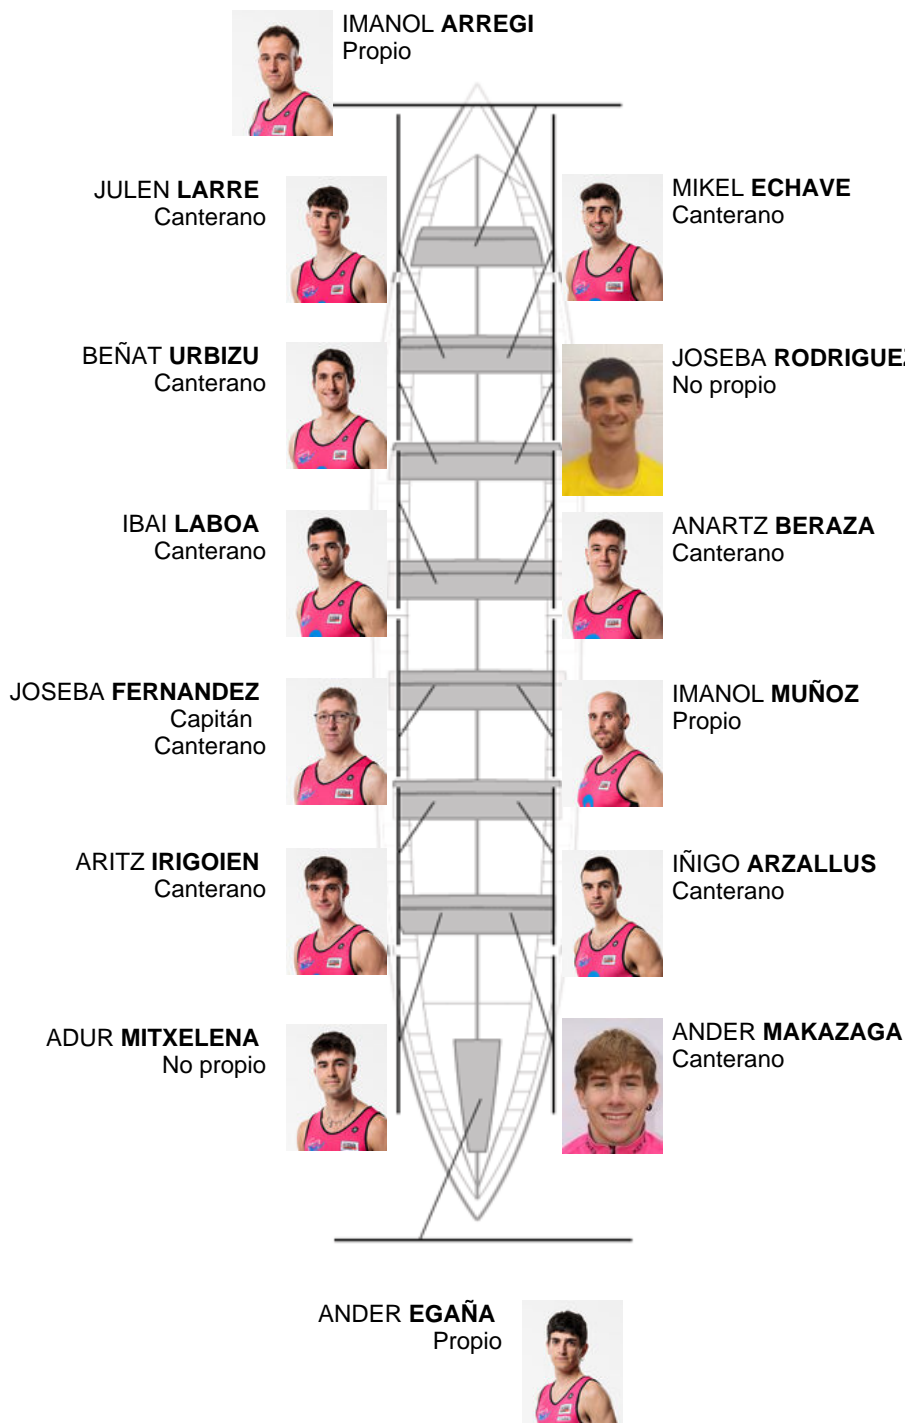 IMANOL ARREGI
Propio
JULEN LARRE
Canterano
MIKEL ECHAVE
Canterano
BEÑAT URBIZU
Canterano
JOSEBA RODRIGUEZ
No propio
IBAI LABOA
Canterano
ANARTZ BERAZA
Canterano
JOSEBA FERNANDEZ
Capitán
Canterano
IMANOL MUÑOZ
Propio
ARITZ IRIGOIEN
Canterano
IÑIGO ARZALLUS
Canterano
ADUR MITXELENA
No propio
ANDER MAKAZAGA
Canterano
ANDER EGAÑA
Propio